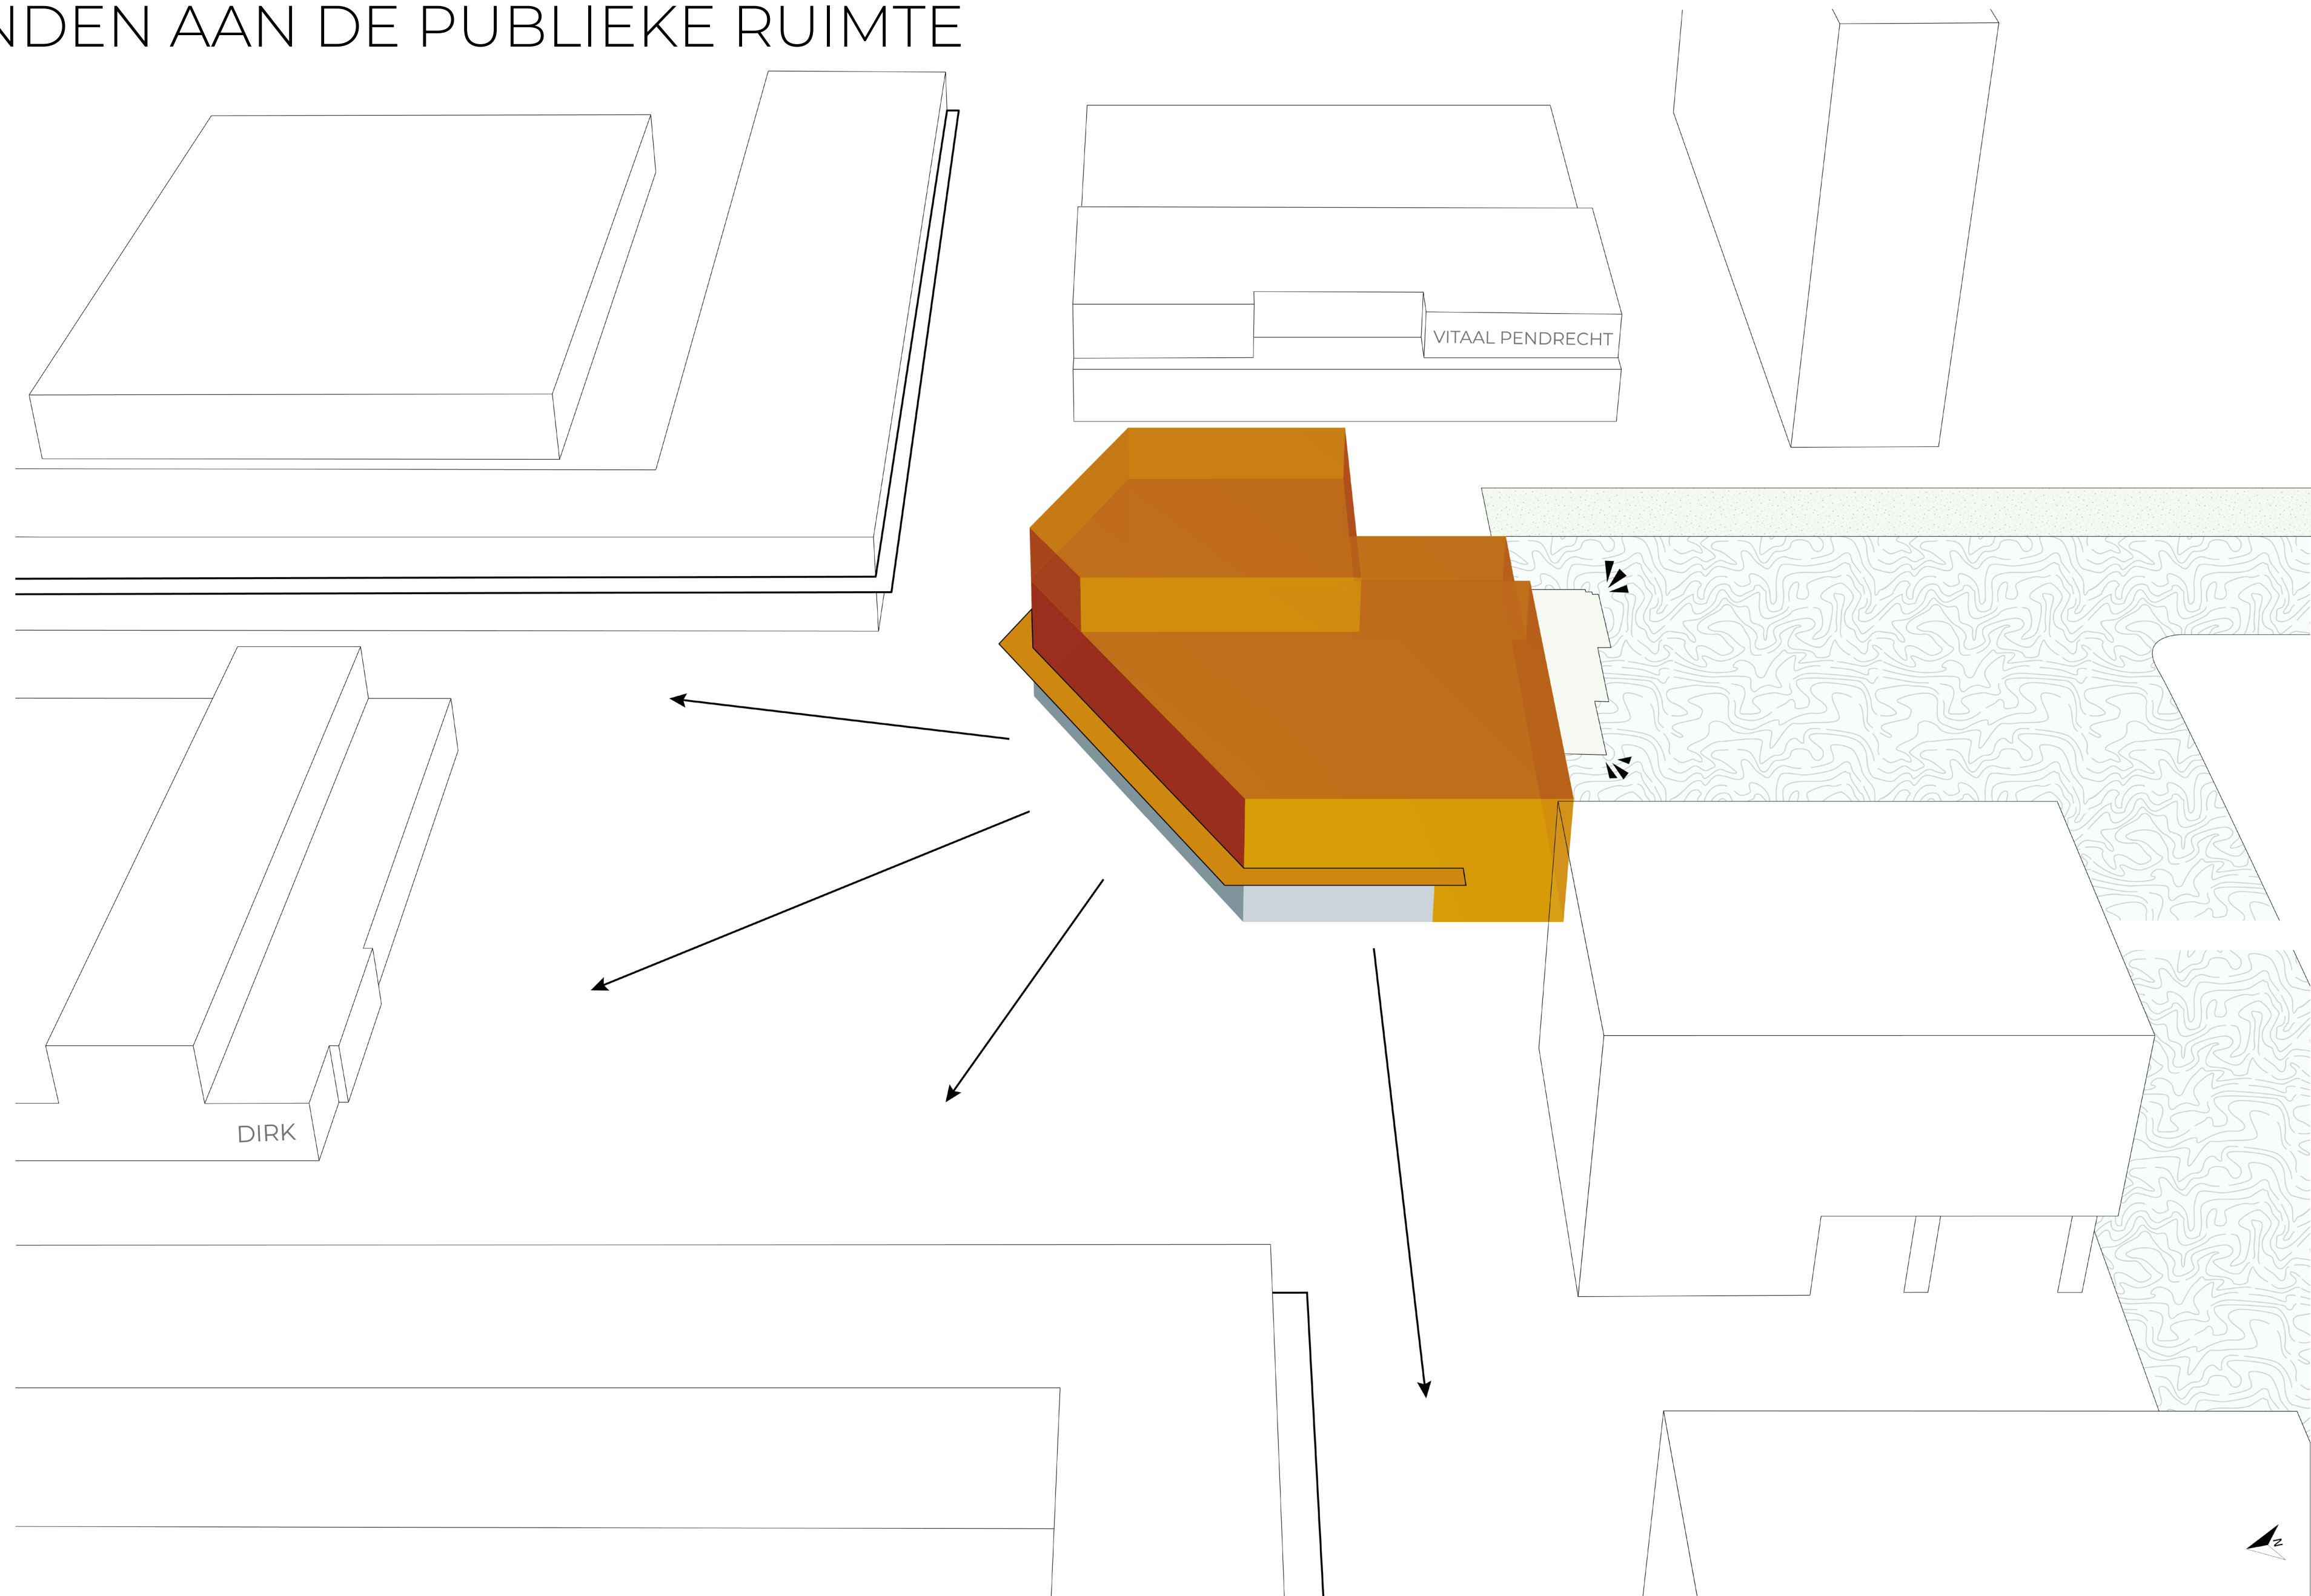 NDEN AAN DE PUBLIEKE RUIMTE
VITAAL PENDRECHT
DIRK
N